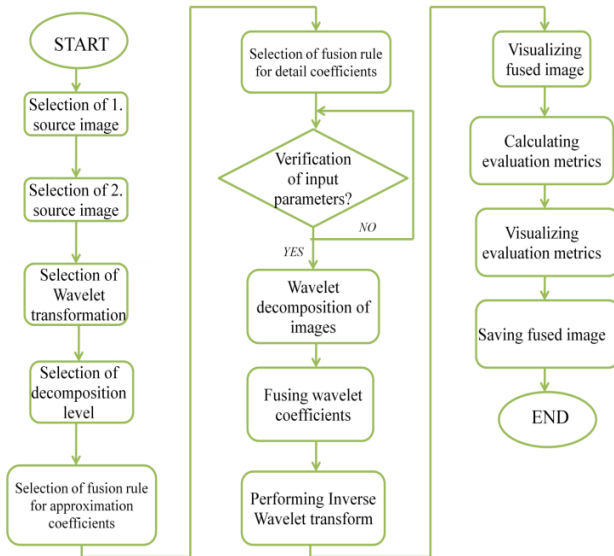 START
Selection of 1.
source image
Selection of 2.
source image
Selection of
Wavelet
transformation
Selection of
decomposition
level
Selection of fusion rule
for approximation
coefficients
Selection of fusion rule
for detail coefficients
Verification
of input
parameters?
NO
YES
Wavelet
decomposition of
images
Fusing wavelet
coefficients
Performing Inverse
Wavelet transform
Visualizing
fused image
Calculating
evaluation metrics
Visualizing
evaluation metrics
Saving fused image
END